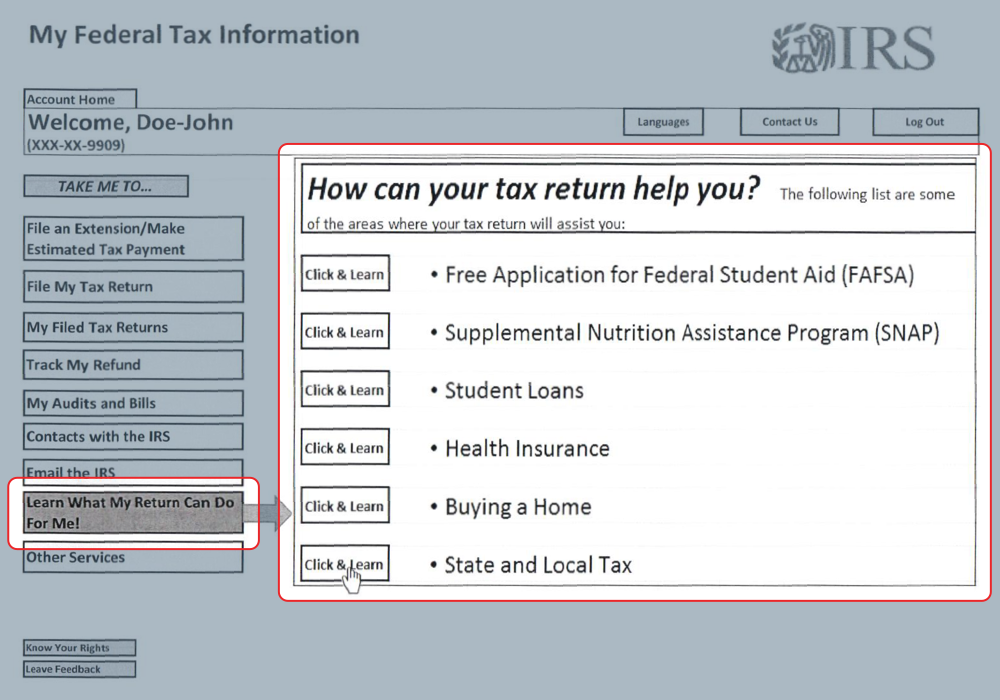 My Federal Tax Information
IRS
Account Home
Welcome, Doe-John
(XXX-XX-9909)
Languages
Contact Us
Log Out
TAKE ME TO...
File an Extension/Make
Estimated Tax Payment
File My Tax Return
My Filed Tax Returns
Track My Refund
My Audits and Bills
Contacts with the IRS
Email the IRS
Learn What My Return Can Do
For Me!
Other Services
Know Your Rights
Leave Feedback
How can your tax return help you? The following list are some
of the areas where your tax return will assist you:
Click & Learn • Free Application for Federal Student Aid (FAFSA)
Click & Learn • Supplemental Nutrition Assistance Program (SNAP)
Click & Learn • Student Loans
Click & Learn • Health Insurance
Click & Learn • Buying a Home
Click & Learn • State and Local Tax